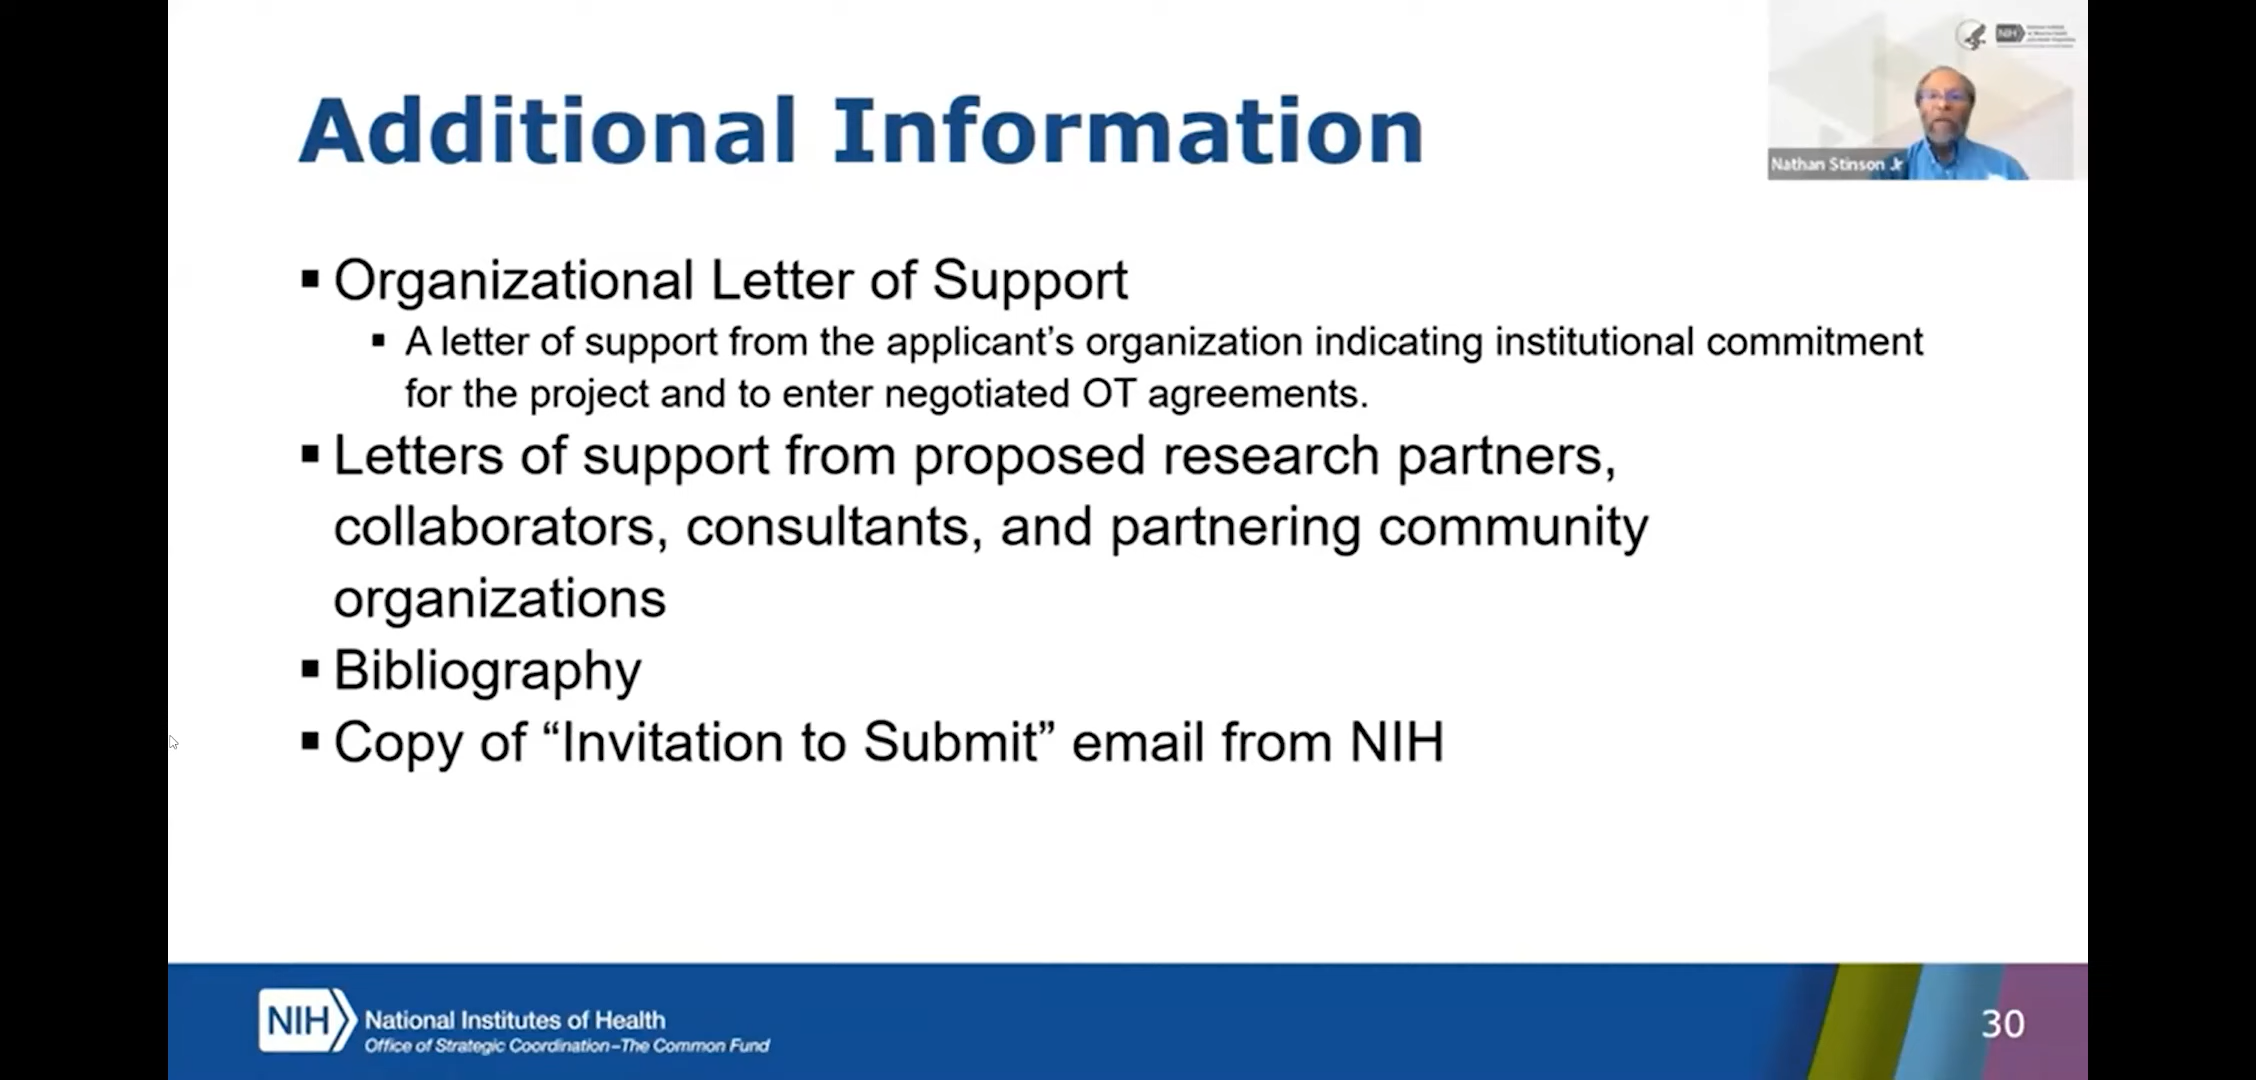 Additional Information
NIH
Nathan Stinson Jr
▪ Organizational Letter of Support
▪ A letter of support from the applicant’s organization indicating institutional commitment
for the project and to enter negotiated OT agreements.
▪ Letters of support from proposed research partners,
collaborators, consultants, and partnering community
organizations
▪ Bibliography
▪ Copy of “Invitation to Submit” email from NIH
NIH
National Institutes of Health
Office of Strategic Coordination–The Common Fund
30